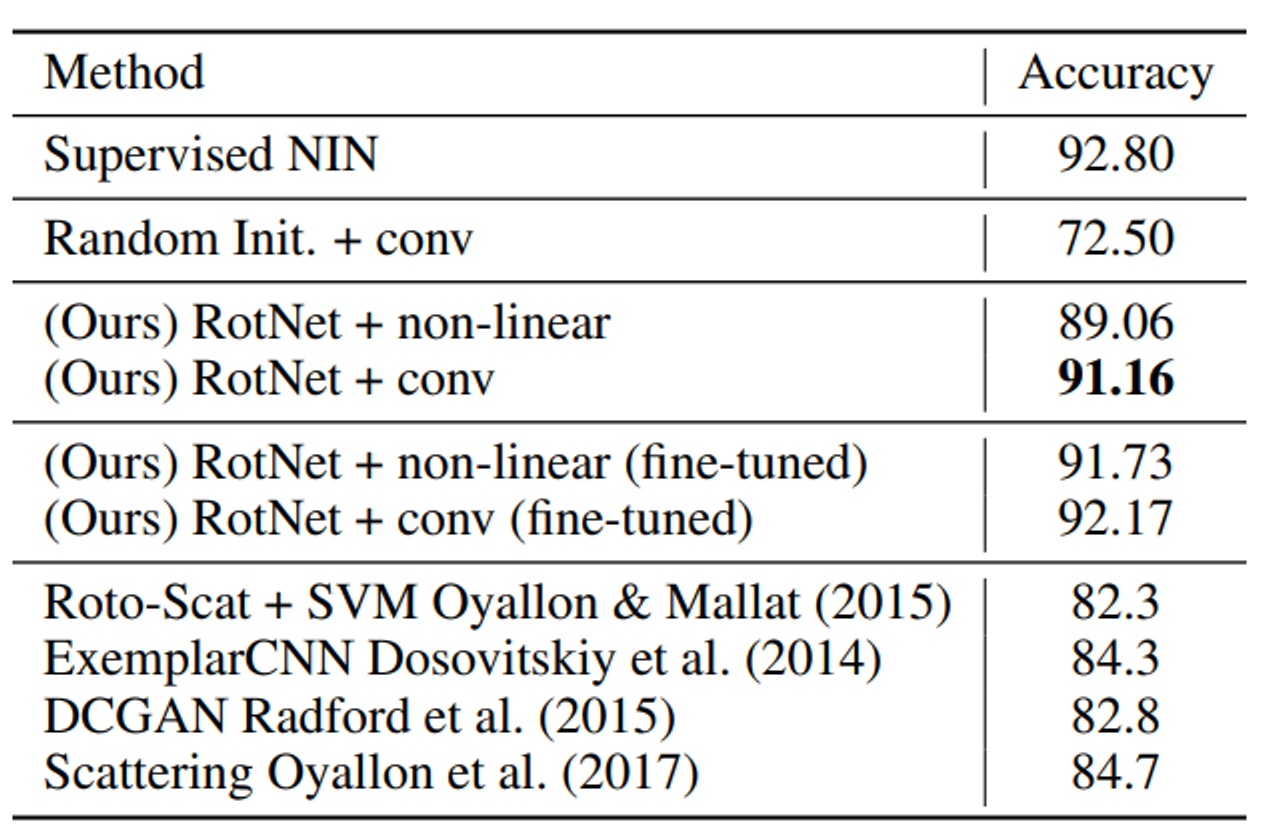 Method Accuracy
Supervised NIN 92.80
Random Init. + conv 72.50
(Ours) RotNet + non-linear 89.06
(Ours) RotNet + conv 91.16
(Ours) RotNet + non-linear (fine-tuned) 91.73
(Ours) RotNet + conv (fine-tuned) 92.17
Roto-Scat + SVM Oyallon & Mallat (2015) 82.3
ExemplarCNN Dosovitskiy et al. (2014) 84.3
DCGAN Radford et al. (2015) 82.8
Scattering Oyallon et al. (2017) 84.7